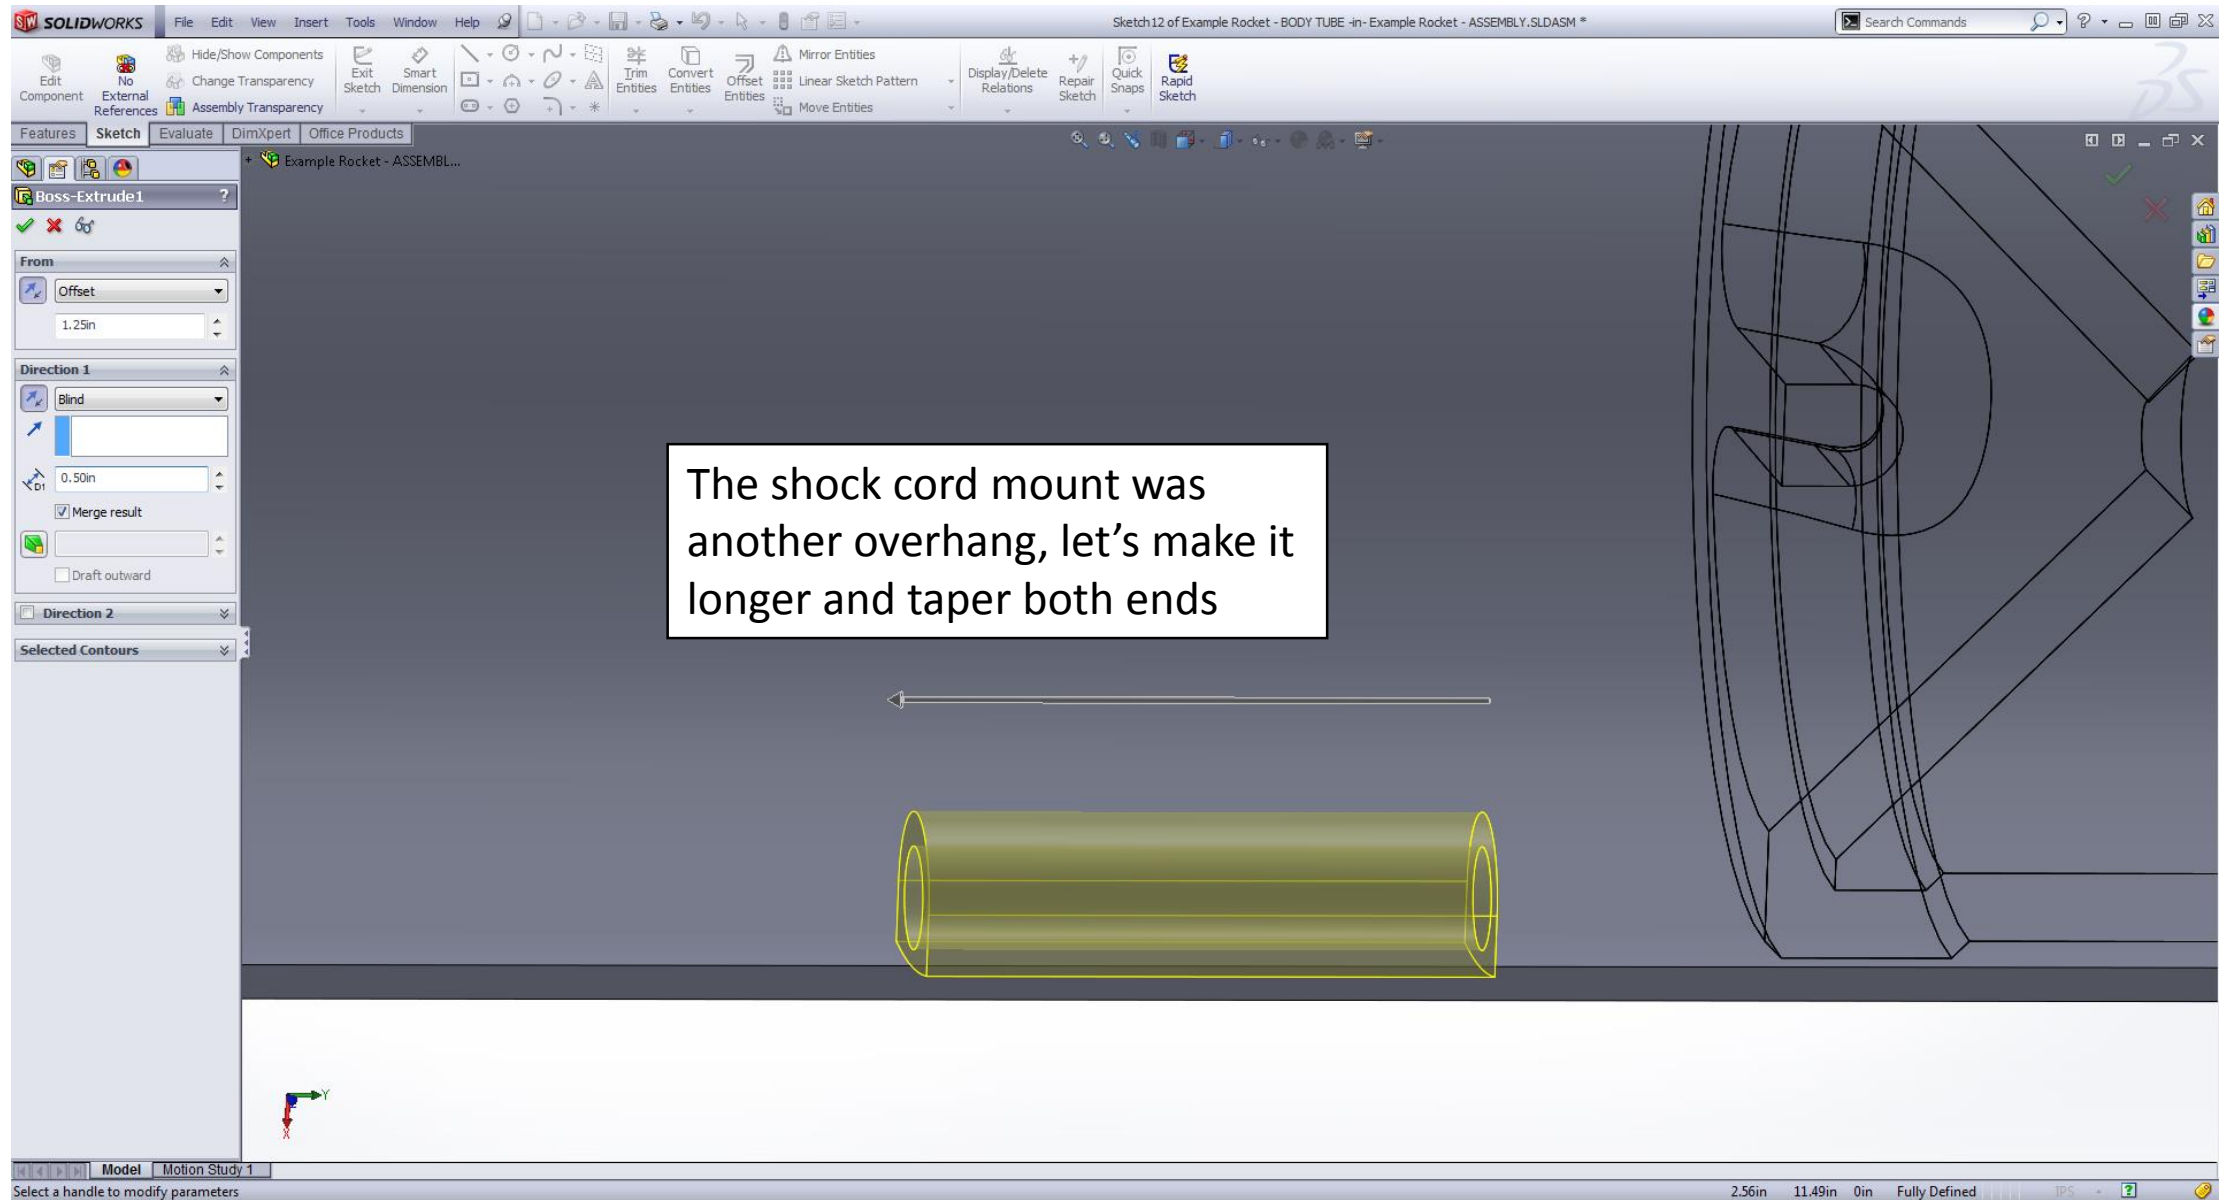 SOLIDWORKS File Edit View Insert Tools Window Help
Sketch12 of Example Rocket - BODY TUBE -in- Example Rocket - ASSEMBLY.SLDASM *
Search Commands
Edit Component
No External References
Hide/Show Components
Change Transparency
Assembly Transparency
Exit Sketch
Smart Dimension
Trim Entities
Convert Entities
Offset Entities
Mirror Entities
Linear Sketch Pattern
Move Entities
Display/Delete Relations
Repair Sketch
Quick Snaps
Rapid Sketch
Features Sketch Evaluate DimXpert Office Products
Example Rocket - ASSEMBL...
Boss-Extrude1 ?
From
Offset
1.25in
Direction 1
Blind
D1
0.50in
Merge result
Draft outward
Direction 2
Selected Contours
The shock cord mount was
another overhang, let's make it
longer and taper both ends
Y
X
Model Motion Study 1
Select a handle to modify parameters
2.56in 11.49in 0in Fully Defined IPS